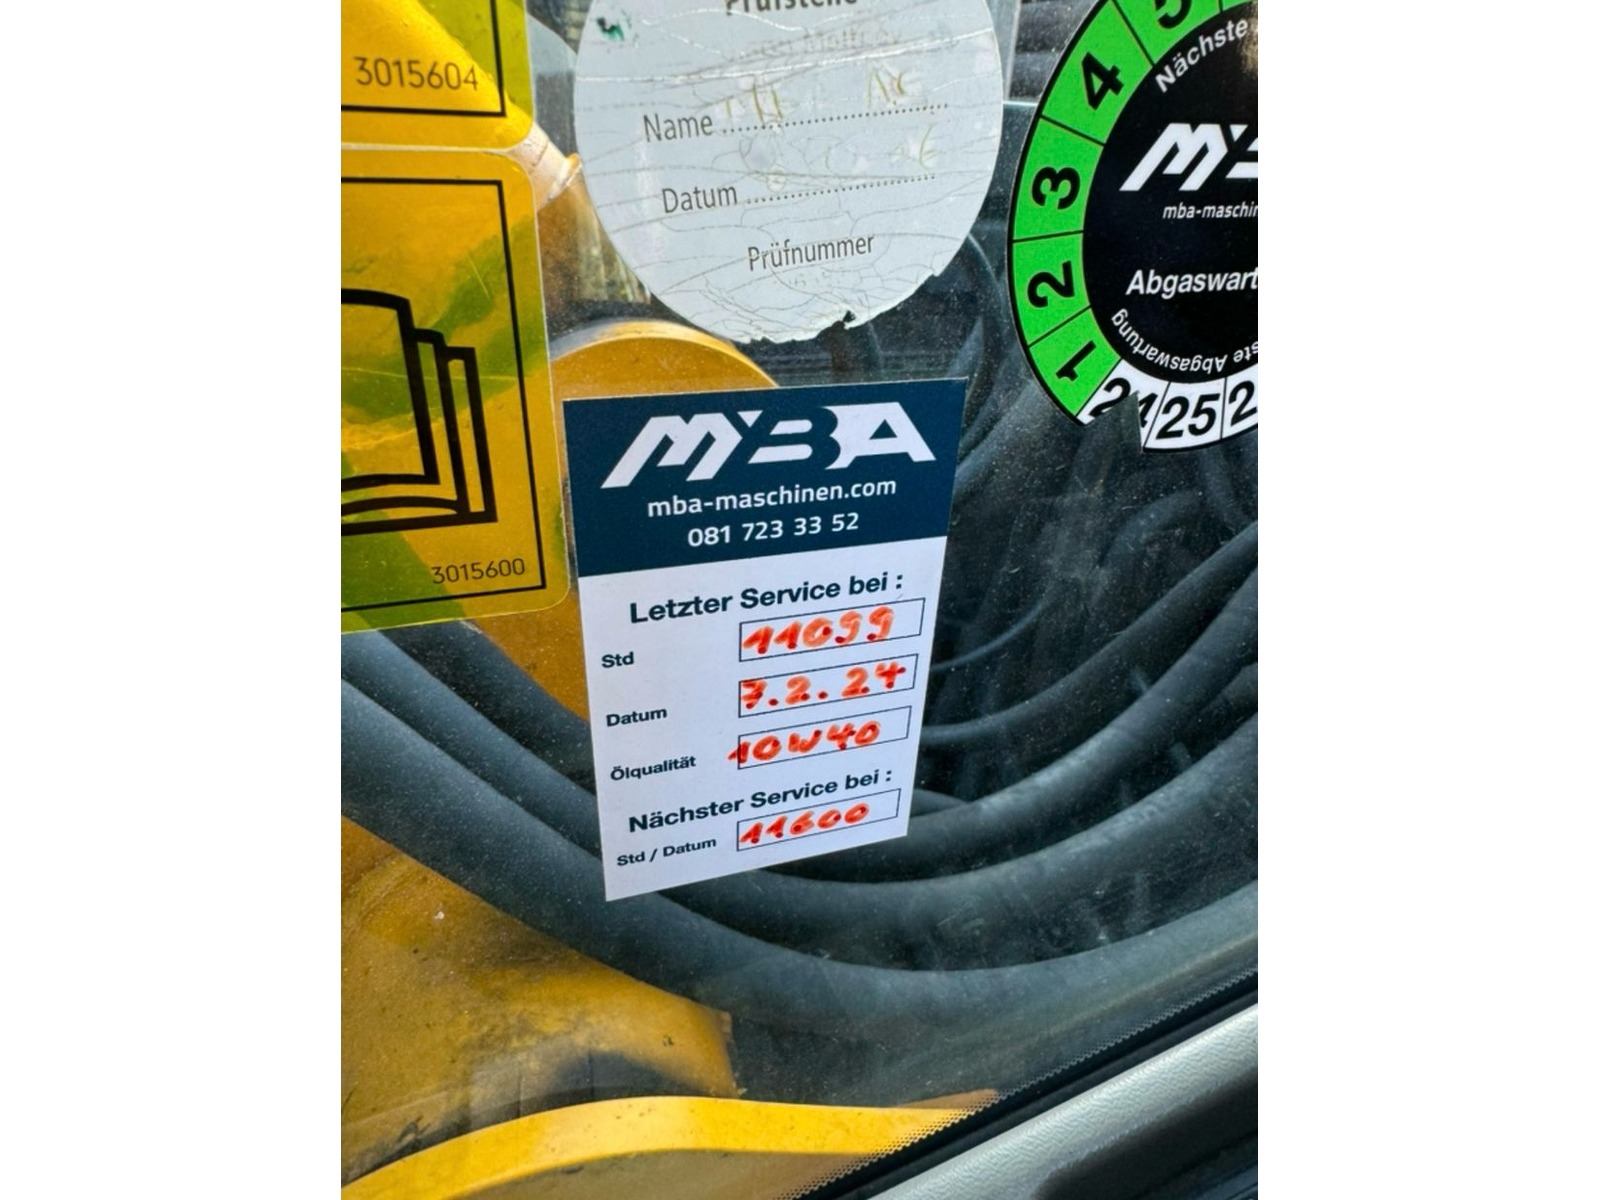 3015604
3015600
Prüfstelle
Name
Datum
Prüfnummer
5
4
3
2
1
24 25
Nächste
MBA
mba-maschin
Abgaswart
ste Abgaswartung
MBA
mba-maschinen.com
081 723 33 52
Letzter Service bei :
Std 11099
Datum 7.2.24
Ölqualität 10W40
Nächster Service bei :
Std / Datum 11600